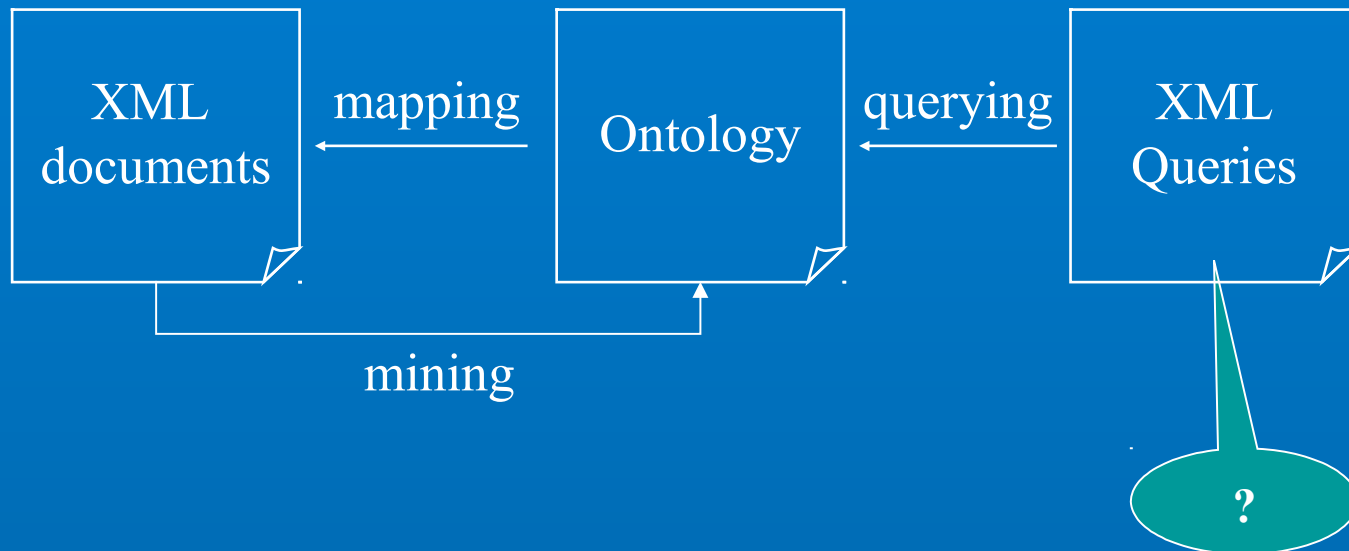 XML
documents
mapping
Ontology
querying
XML
Queries
mining
?